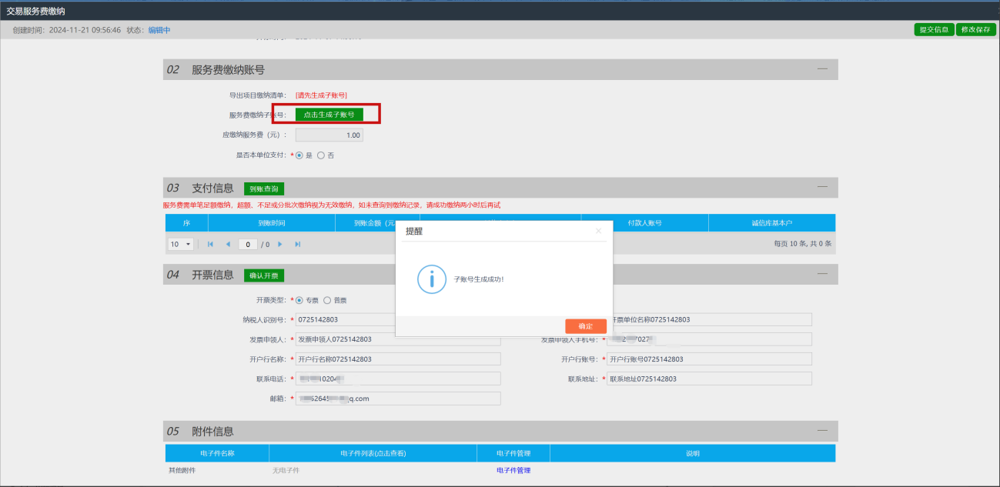 交易服务费缴纳
创建时间: 2024-11-21 09:56:46 状态: 编辑中
提交信息 修改保存
02 服务费缴纳账号
导出项目缴纳清单: [请先生成子账号]
服务费缴纳子账号: 点击生成子账号
应缴纳服务费（元）: 1.00
是否本单位支付: * 是 否
03 支付信息 到账查询
服务费需单笔足额缴纳，超额、不足或分批次缴纳视为无效缴纳，如未查询到缴纳记录，请成功缴纳两小时后再试
序 到账时间 到账金额（元 付款人账号 诚信库基本户
10 0 / 0 每页 10 条, 共 0 条
提醒
子账号生成成功!
确定
04 开票信息 确认开票
开票类型: * 专票 普票
纳税人识别号: * 0725142803 开票单位名称0725142803
发票申领人: * 发票申领人0725142803 发票申领人手机号: *
开户行名称: * 开户行名称0725142803 开户行账号: * 开户行账号0725142803
联系电话: * 联系地址: * 联系地址0725142803
邮箱: * q.com
05 附件信息
电子件名称 电子件列表(点击查看) 电子件管理 说明
其他附件 无电子件 电子件管理